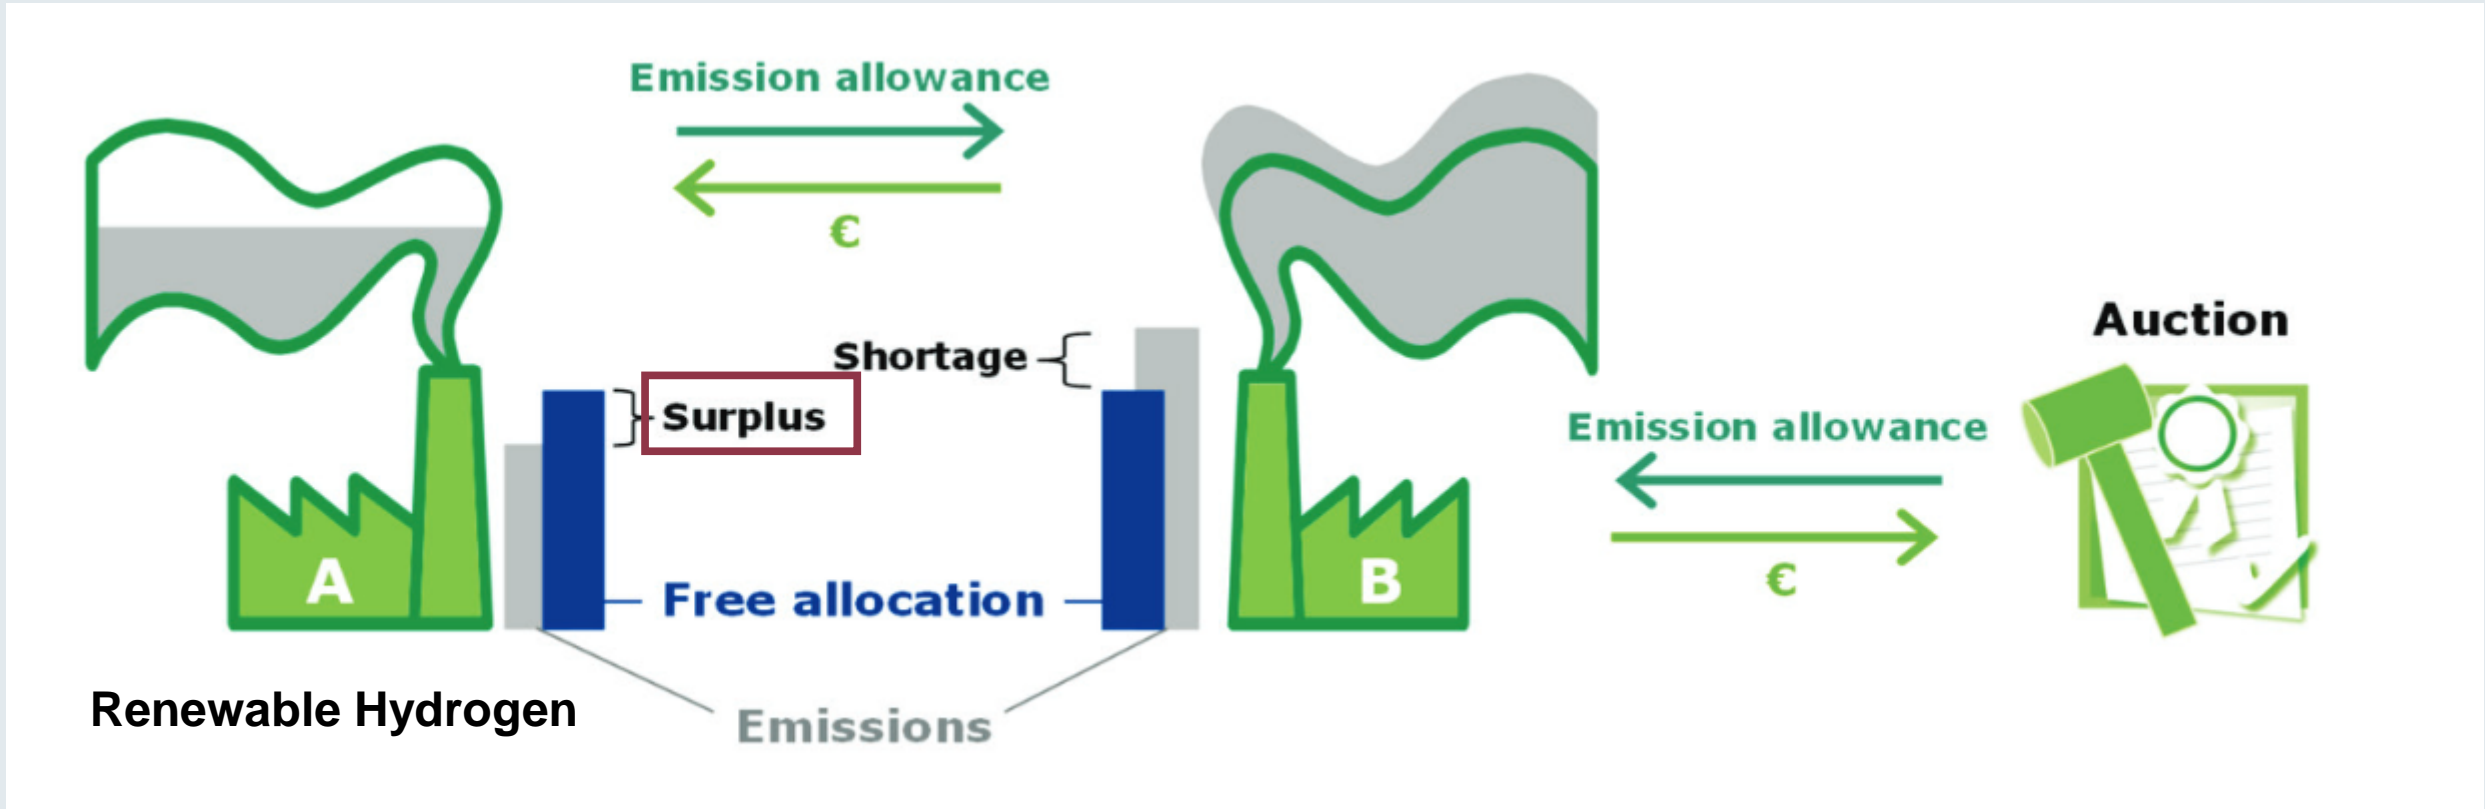 Emission allowance
€
Shortage
Surplus
Auction
Emission allowance
€
A
B
Free allocation
Renewable Hydrogen
Emissions